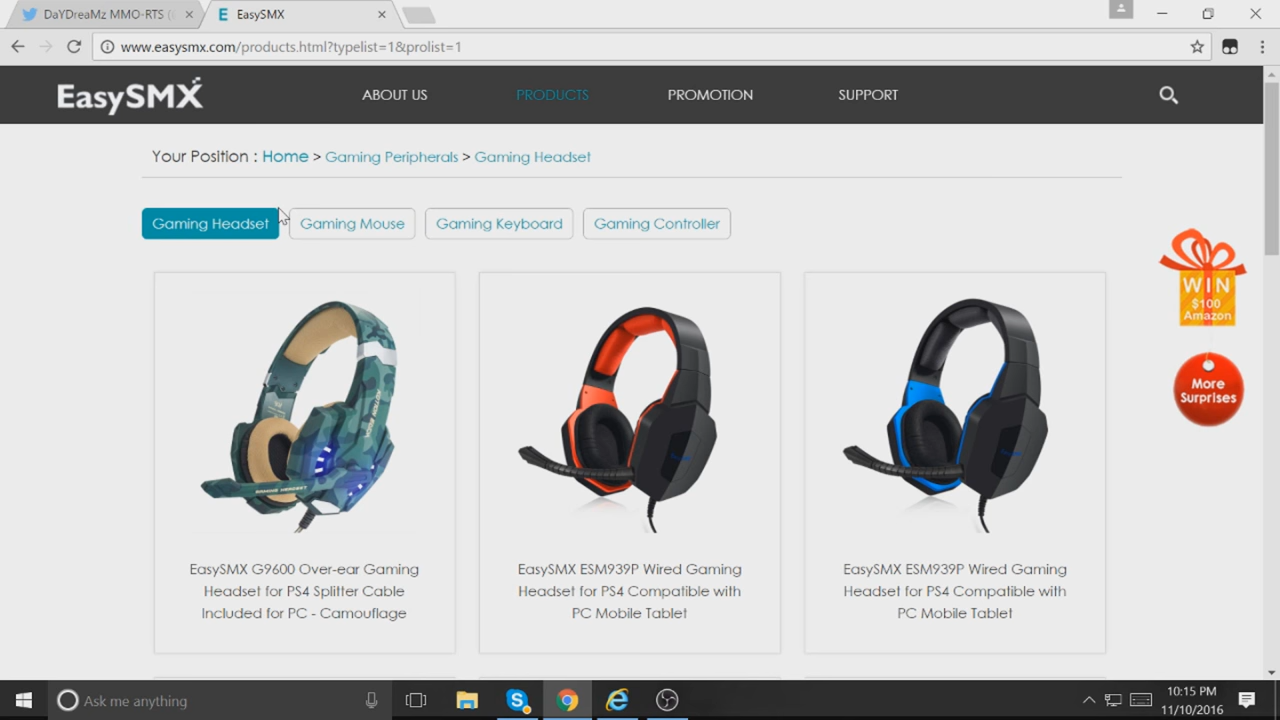 DaYDreaMz MMO-RTS (
EasySMX
www.easysmx.com/products.html?typelist=1&prolist=1
EasySMX
ABOUT US
PRODUCTS
PROMOTION
SUPPORT
Your Position : Home > Gaming Peripherals > Gaming Headset
Gaming Headset
Gaming Mouse
Gaming Keyboard
Gaming Controller
WIN
$100
Amazon
More
Surprises
GAMING HEADSET
EasySMX G9600 Over-ear Gaming
Headset for PS4 Splitter Cable
Included for PC - Camouflage
EasySMX ESM939P Wired Gaming
Headset for PS4 Compatible with
PC Mobile Tablet
EasySMX ESM939P Wired Gaming
Headset for PS4 Compatible with
PC Mobile Tablet
Ask me anything
10:15 PM
11/10/2016